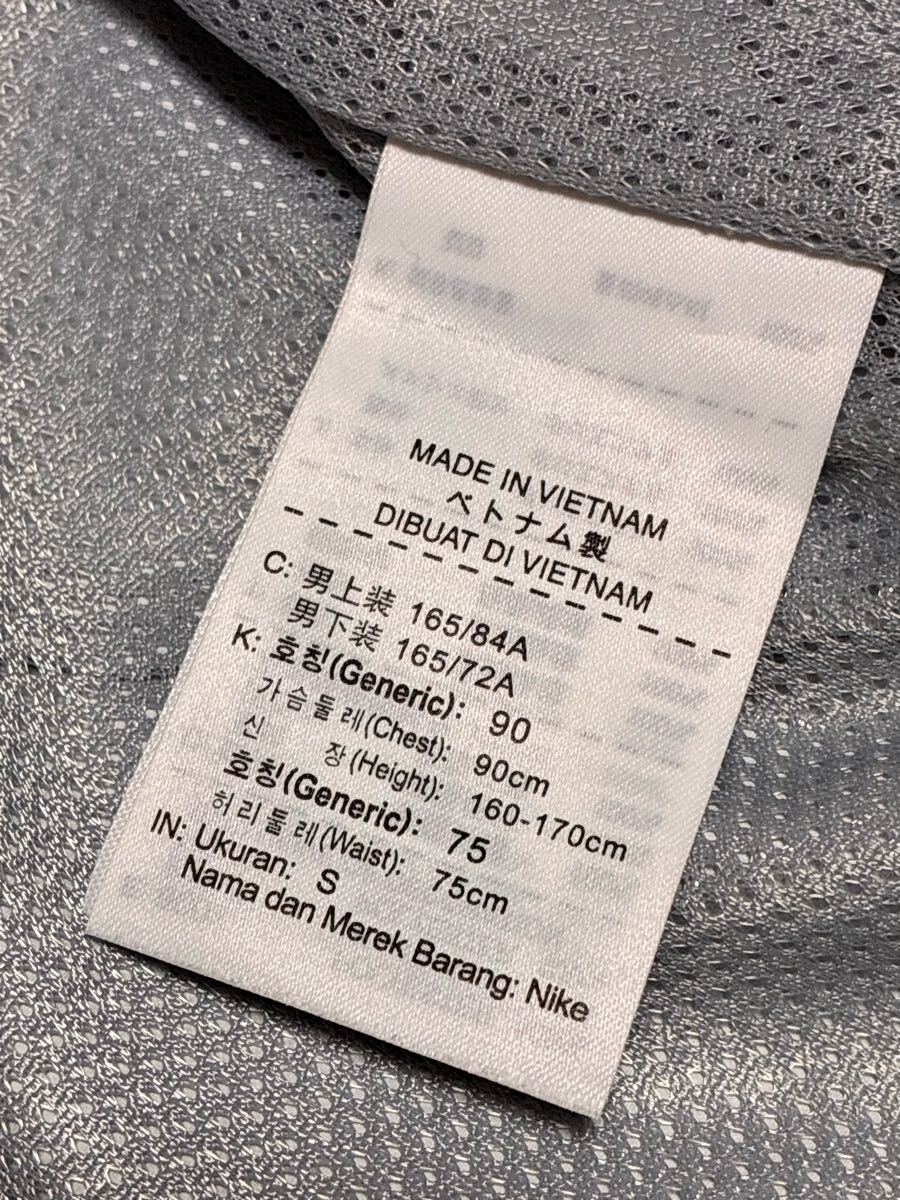 MADE IN VIETNAM
ベトナム製
DIBUAT DI VIETNAM
C: 男上装 165/84A
男下装 165/72A
K: 호칭(Generic): 90
가슴둘레(Chest): 90cm
신 장(Height): 160-170cm
호칭(Generic): 75
허리둘레(Waist): 75cm
IN: Ukuran: S
Nama dan Merek Barang: Nike